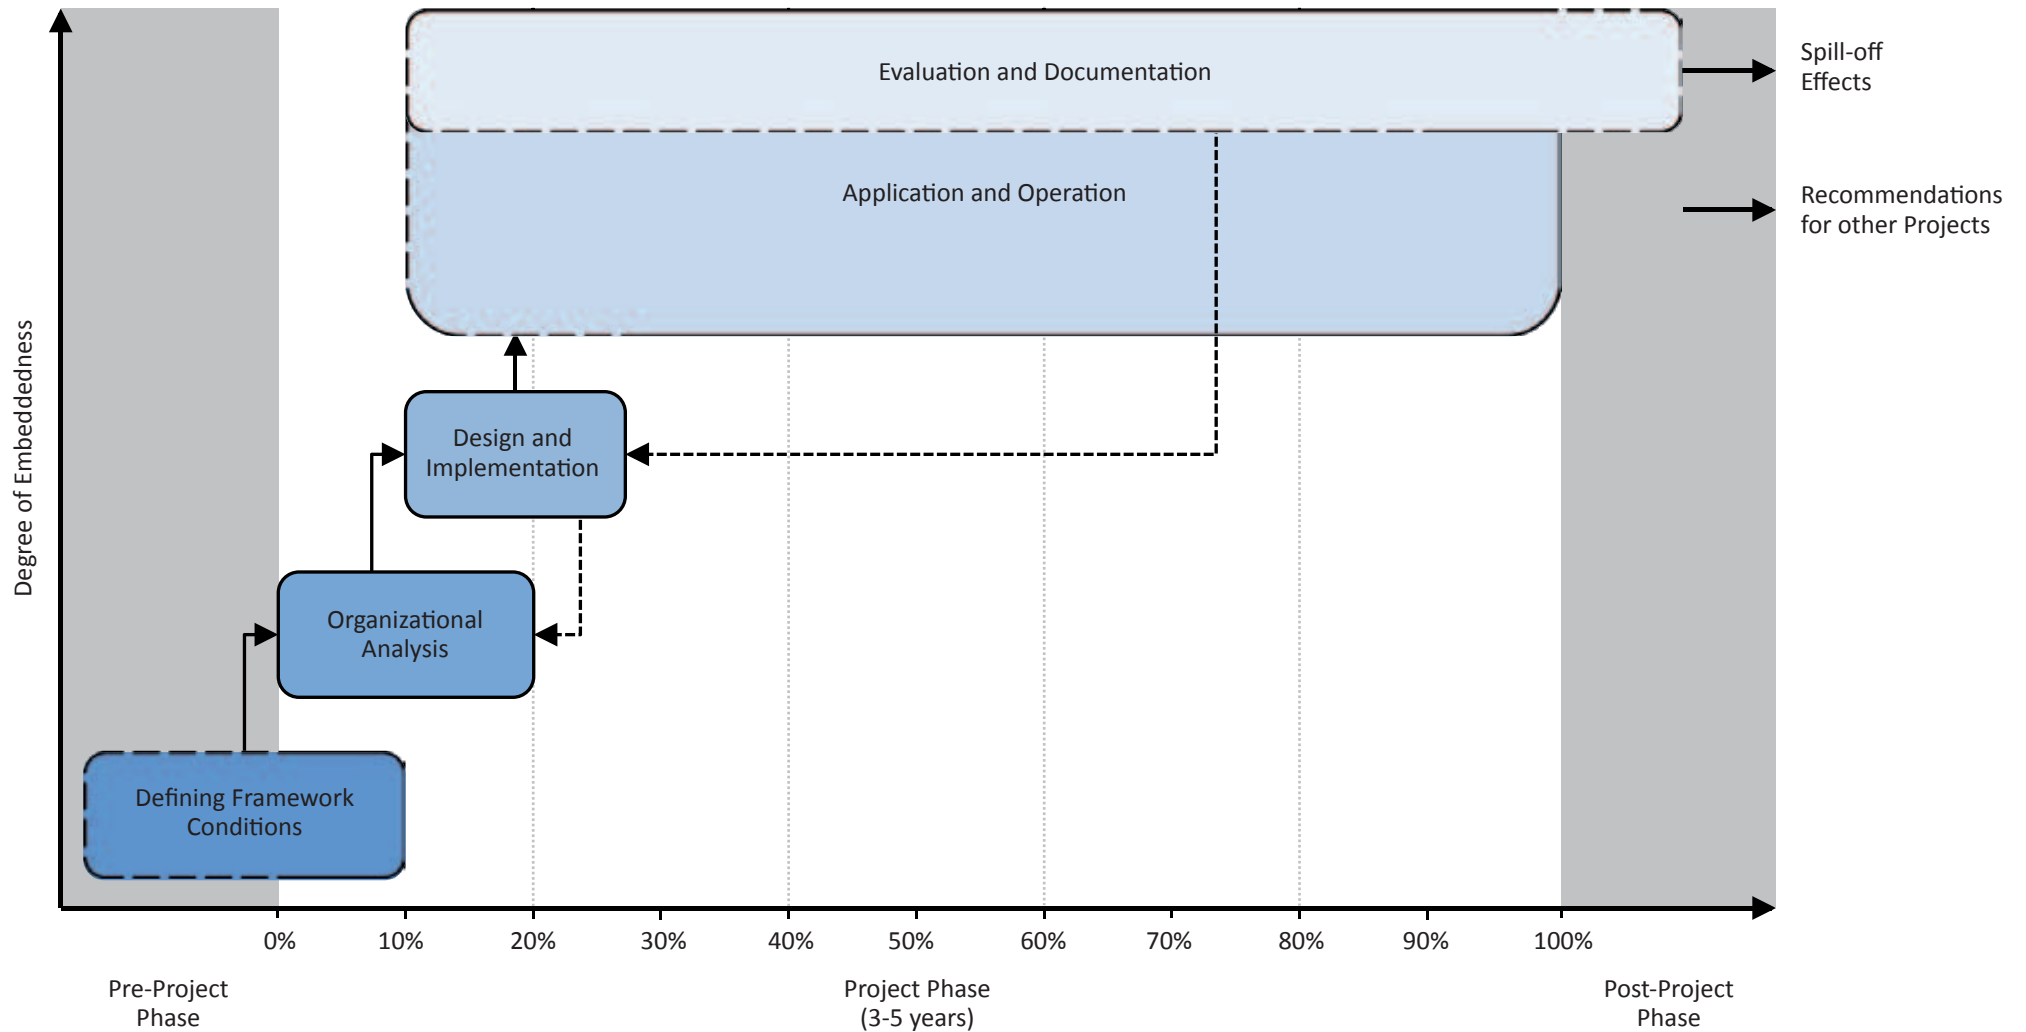 Evaluation and Documentation
Spill-off
Effects
Application and Operation
Recommendations
for other Projects
Degree of Embeddedness
Design and
Implementation
Organizational
Analysis
Defining Framework
Conditions
0% 10% 20% 30% 40% 50% 60% 70% 80% 90% 100%
Pre-Project
Phase
Project Phase
(3-5 years)
Post-Project
Phase